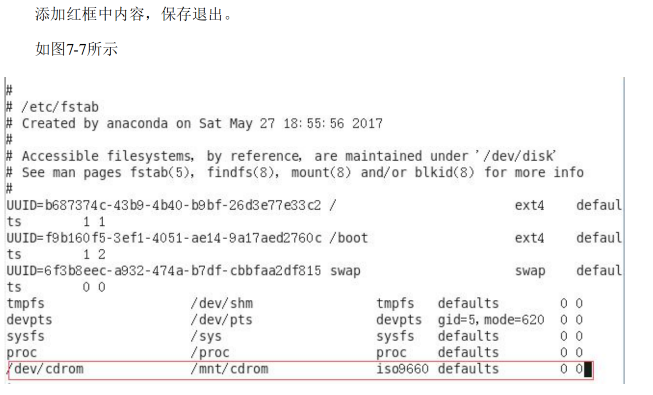 添加红框中内容，保存退出。
如图7-7所示
#
# /etc/fstab
# Created by anaconda on Sat May 27 18:55:56 2017
#
# Accessible filesystems, by reference, are maintained under '/dev/disk'
# See man pages fstab(5), findfs(8), mount(8) and/or blkid(8) for more info
#
UUID=b687374c-43b9-4b40-b9bf-26d3e77e33c2 / ext4 defaul
ts 1 1
UUID=f9b160f5-3ef1-4051-ae14-9a17aed2760c /boot ext4 defaul
ts 1 2
UUID=6f3b8eec-a932-474a-b7df-cbbfaa2df815 swap swap defaul
ts 0 0
tmpfs /dev/shm tmpfs defaults 0 0
devpts /dev/pts devpts gid=5,mode=620 0 0
sysfs /sys sysfs defaults 0 0
proc /proc proc defaults 0 0
/dev/cdrom /mnt/cdrom iso9660 defaults 0 0